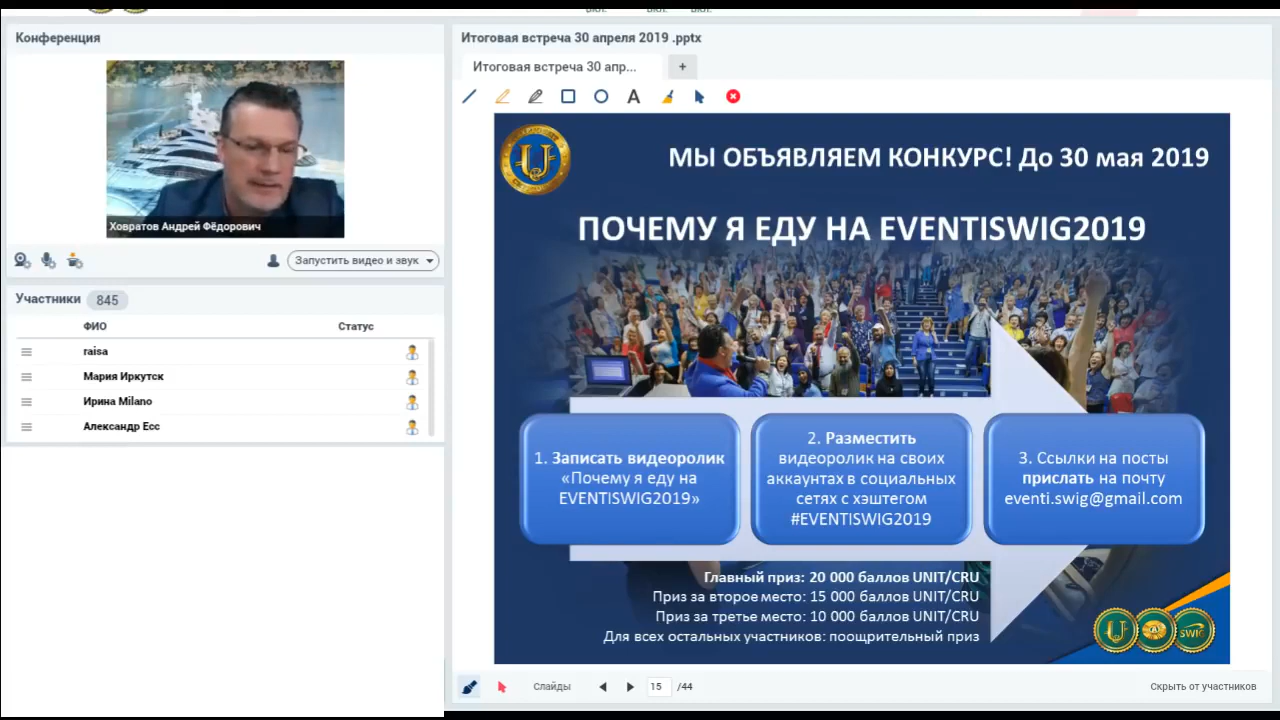 Конференция
Ховратов Андрей Фёдорович
Запустить видео и звук
Участники 845
ФИО Статус
raisa
Мария Иркутск
Ирина Milano
Александр Есс
Итоговая встреча 30 апреля 2019 .pptx
Итоговая встреча 30 апр... +
A
МЫ ОБЪЯВЛЯЕМ КОНКУРС! До 30 мая 2019
ПОЧЕМУ Я ЕДУ НА EVENTISWIG2019
1. Записать видеоролик
«Почему я еду на
EVENTISWIG2019»
2. Разместить
видеоролик на своих
аккаунтах в социальных
сетях с хэштегом
#EVENTISWIG2019
3. Ссылки на посты
прислать на почту
eventi.swig@gmail.com
Главный приз: 20 000 баллов UNIT/CRU
Приз за второе место: 15 000 баллов UNIT/CRU
Приз за третье место: 10 000 баллов UNIT/CRU
Для всех остальных участников: поощрительный приз
SWIG
Слайды 15 /44
Скрыть от участников